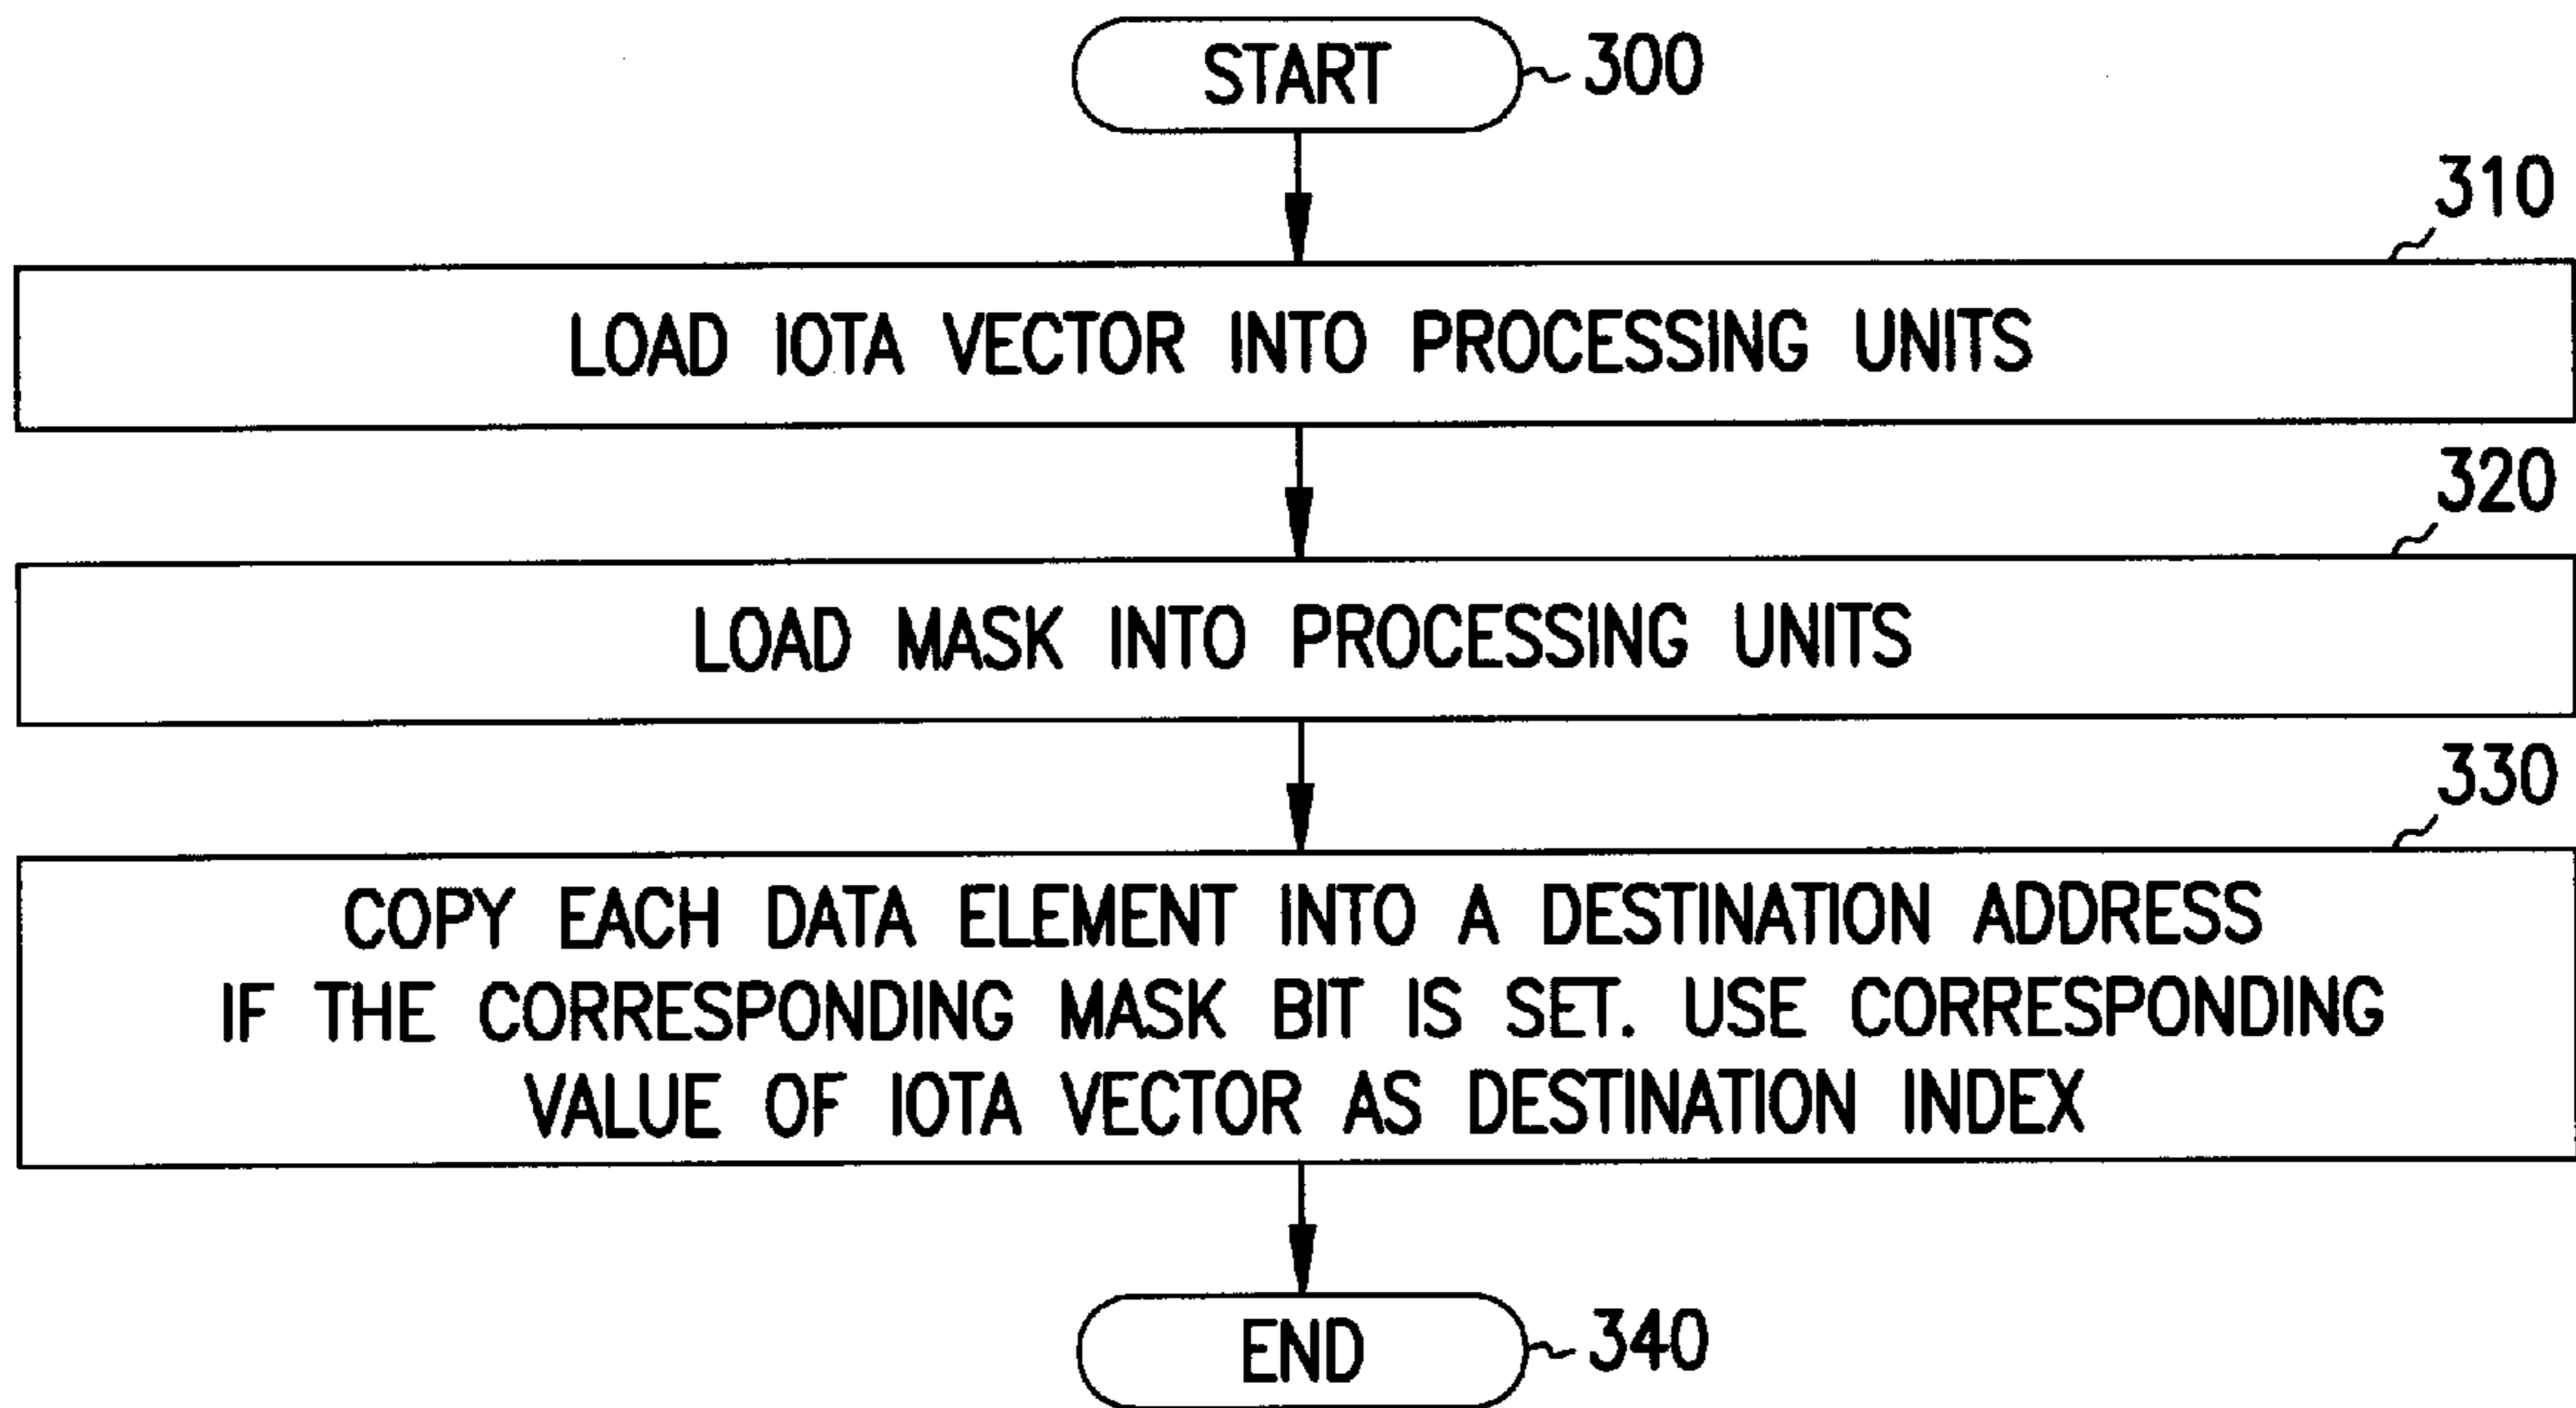 START
300
310
LOAD IOTA VECTOR INTO PROCESSING UNITS
320
LOAD MASK INTO PROCESSING UNITS
330
COPY EACH DATA ELEMENT INTO A DESTINATION ADDRESS
IF THE CORRESPONDING MASK BIT IS SET. USE CORRESPONDING
VALUE OF IOTA VECTOR AS DESTINATION INDEX
END
340